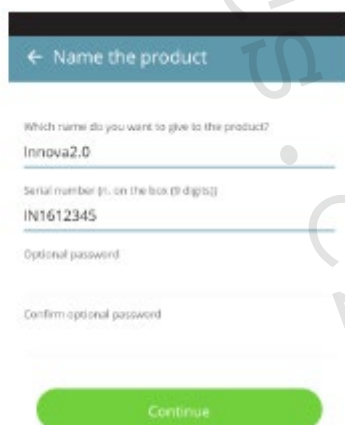 ← Name the product
Which name do you want to give to the product?
Innova2.0
Serial number (n. on the box (9 digits))
IN1612345
Optional password
Confirm optional password
Continue